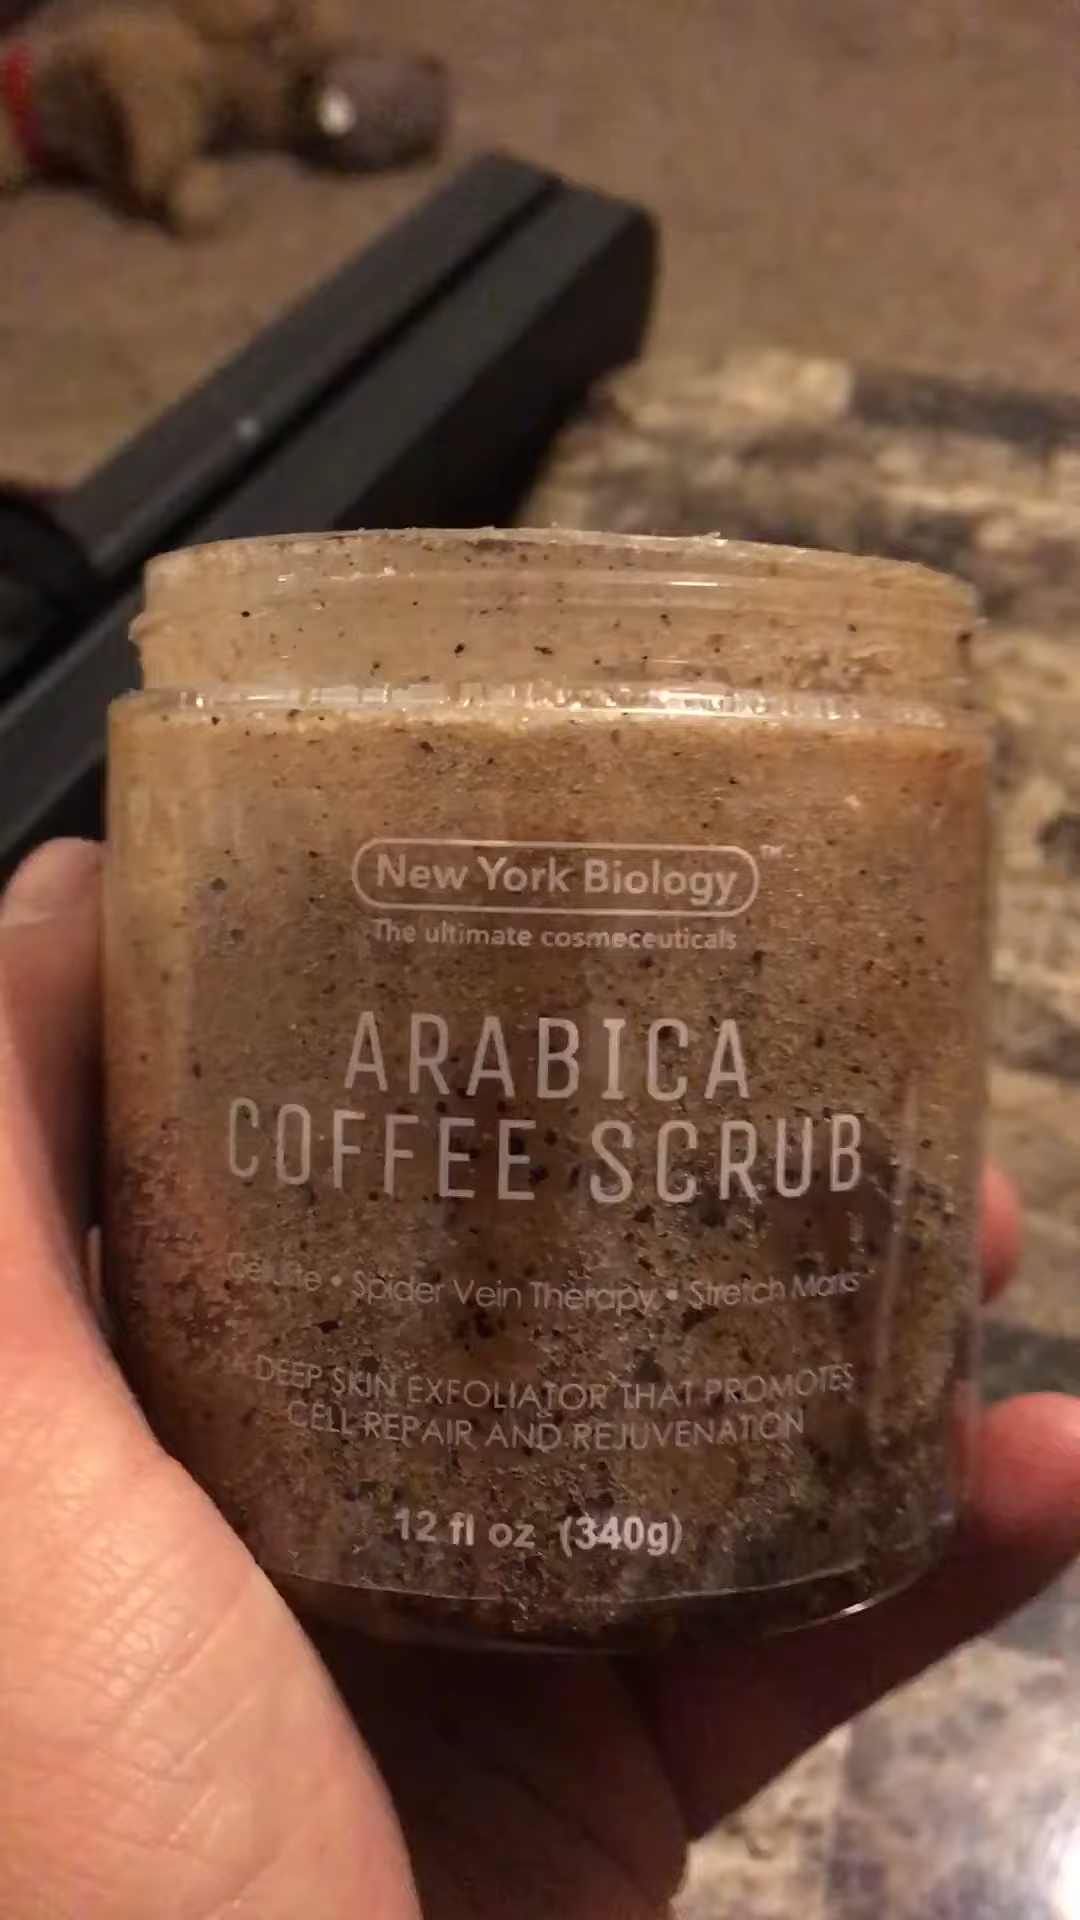 New York Biology™
The ultimate cosmeceuticals
ARABICA
COFFEE SCRUB
Cellulite • Spider Vein Therapy • Stretch Marks
A DEEP SKIN EXFOLIATOR THAT PROMOTES
CELL REPAIR AND REJUVENATION
12 fl oz (340g)